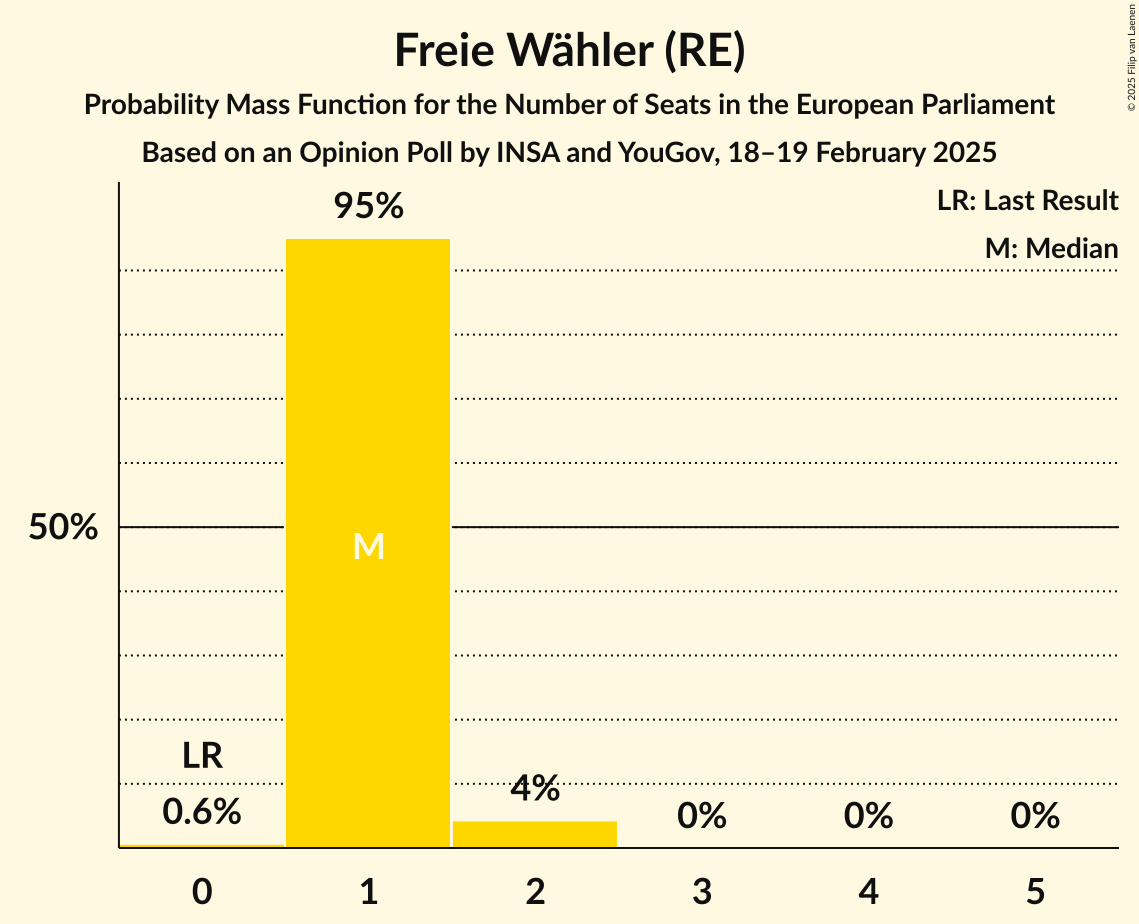 Freie Wähler (RE)
Probability Mass Function for the Number of Seats in the European Parliament
Based on an Opinion Poll by INSA and YouGov, 18–19 February 2025
© 2025 Filip van Laenen
LR: Last Result
M: Median
95%
50%
M
LR
0.6%
4%
0%
0%
0%
0
1
2
3
4
5